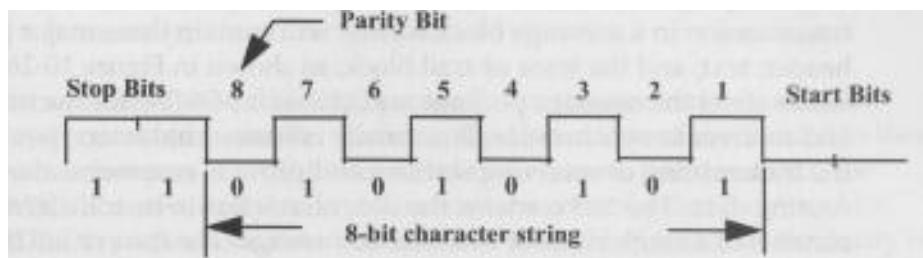 Parity Bit
Stop Bits 8 7 6 5 4 3 2 1 Start Bits
1 1 0 1 0 1 0 1 0 1
8-bit character string